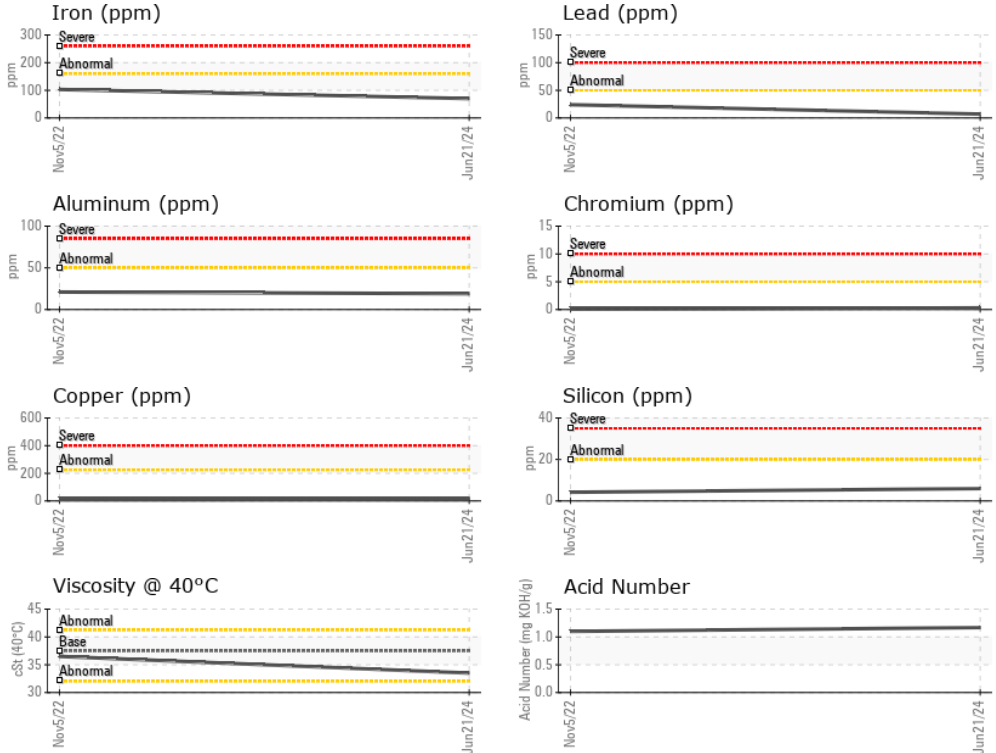 Iron (ppm)
300
200
100
0
ppm
Severe
Abnormal
Nov5/22
Jun21/24
Lead (ppm)
150
100
50
0
ppm
Severe
Abnormal
Nov5/22
Jun21/24
Aluminum (ppm)
100
50
0
ppm
Severe
Abnormal
Nov5/22
Jun21/24
Chromium (ppm)
15
10
5
0
ppm
Severe
Abnormal
Nov5/22
Jun21/24
Copper (ppm)
600
400
200
0
ppm
Severe
Abnormal
Nov5/22
Jun21/24
Silicon (ppm)
40
20
0
ppm
Severe
Abnormal
Nov5/22
Jun21/24
Viscosity @ 40°C
45
40
35
30
cSt (40°C)
Abnormal
Base
Abnormal
Nov5/22
Jun21/24
Acid Number
1.5
1.0
0.5
0.0
Acid Number (mg KOH/g)
Nov5/22
Jun21/24